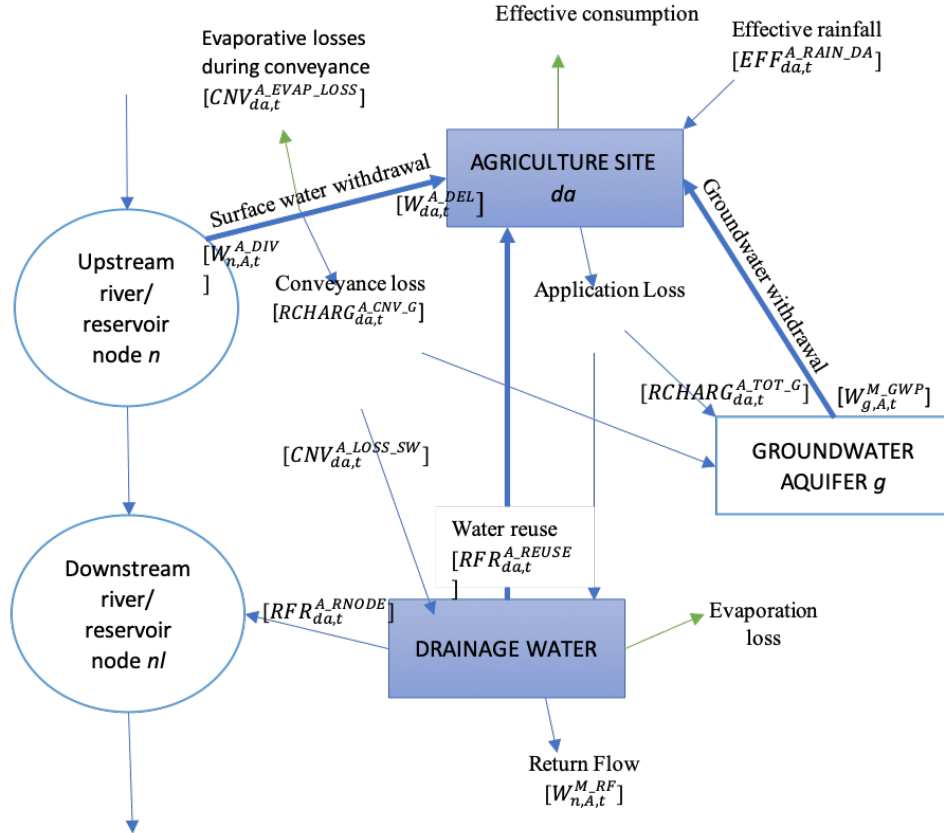 Effective consumption
Effective rainfall
[EFF_{da,t}^{A_RAIN_DA}]
Evaporative losses
during conveyance
[CNV_{da,t}^{A_EVAP_LOSS}]
AGRICULTURE SITE
da
Surface water withdrawal
[W_{da,t}^{A_DEL}]
Groundwater withdrawal
[W_{n,A,t}^{A_DIV}
]
Upstream
river/
reservoir
node n
Conveyance loss
[RCHARG_{da,t}^{A_CNV_G}]
Application Loss
[RCHARG_{da,t}^{A_TOT_G}]
[W_{g,A,t}^{M_GWP}]
GROUNDWATER
AQUIFER g
[CNV_{da,t}^{A_LOSS_SW}]
Water reuse
[RFR_{da,t}^{A_REUSE}
]
Downstream
river/
reservoir
node nl
[RFR_{da,t}^{A_RNODE}]
DRAINAGE WATER
Evaporation
loss
Return Flow
[W_{n,A,t}^{M_RF}]